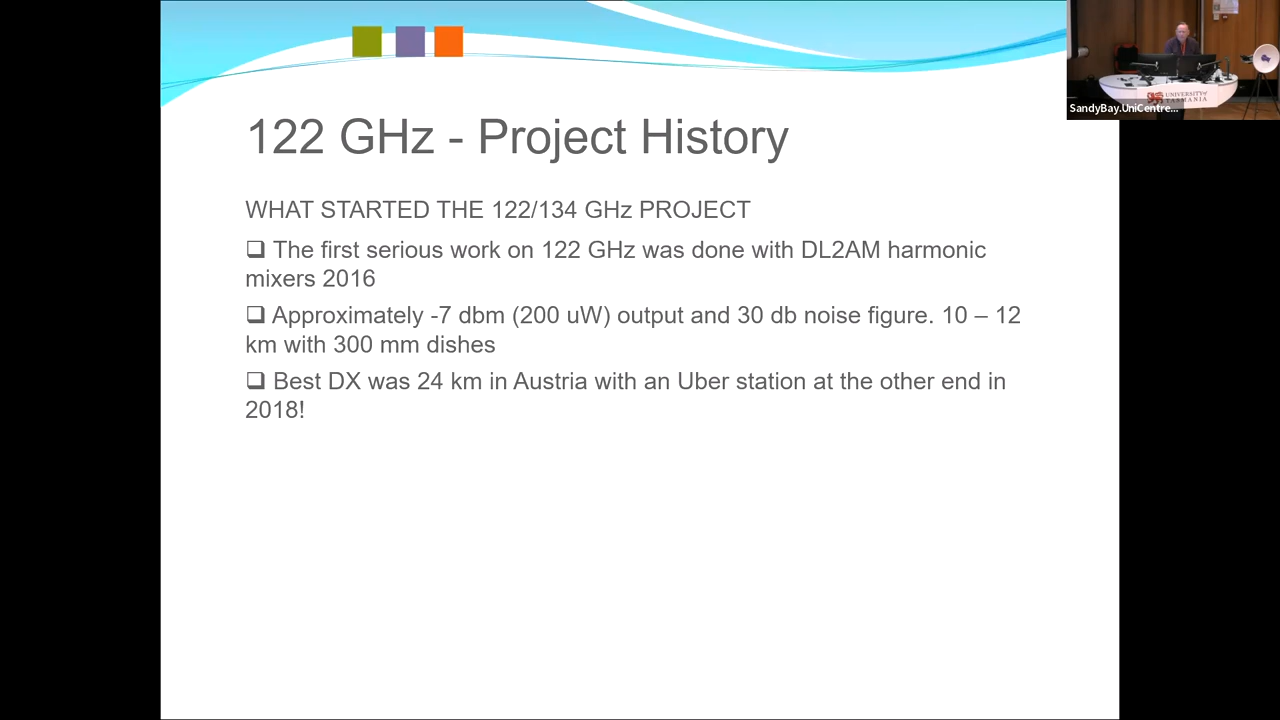 122 GHz - Project History
WHAT STARTED THE 122/134 GHz PROJECT
❑ The first serious work on 122 GHz was done with DL2AM harmonic
mixers 2016
❑ Approximately -7 dbm (200 uW) output and 30 db noise figure. 10 – 12
km with 300 mm dishes
❑ Best DX was 24 km in Austria with an Uber station at the other end in
2018!
UNIVERSITY of
TASMANIA
SandyBay.UniCentre...